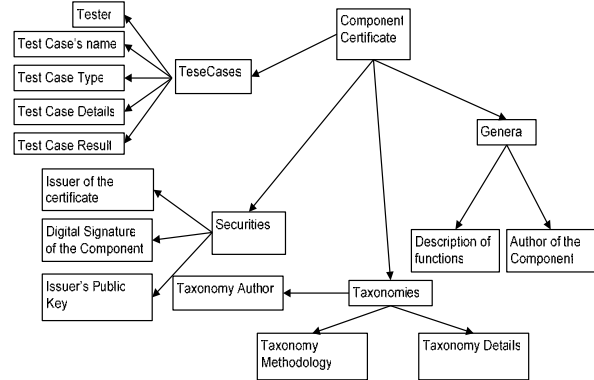 Tester
Component
Certificate
Test Case's name
TeseCases
Test Case Type
Test Case Details
Test Case Result
Genera
Issuer of the
certificate
Securities
Digital Signature
of the Component
Description of
functions
Author of the
Component
Issuer's Public
Key
Taxonomy Author
Taxonomies
Taxonomy
Methodology
Taxonomy Details